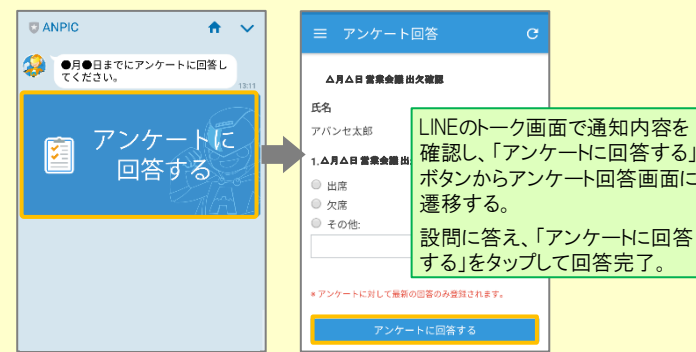 ANPIC
●月●日までにアンケートに回答し
てください。
13:11
アンケートに
回答する
アンケート回答
△月△日 営業会議 出欠確認
氏名
アバンセ太郎
1.△月△日 営業会議 出
出席
欠席
その他:
*アンケートに対して最新の回答のみ登録されます。
アンケートに回答する
LINEのトーク画面で通知内容を
確認し、「アンケートに回答する」
ボタンからアンケート回答画面に
遷移する。
設問に答え、「アンケートに回答
する」をタップして回答完了。